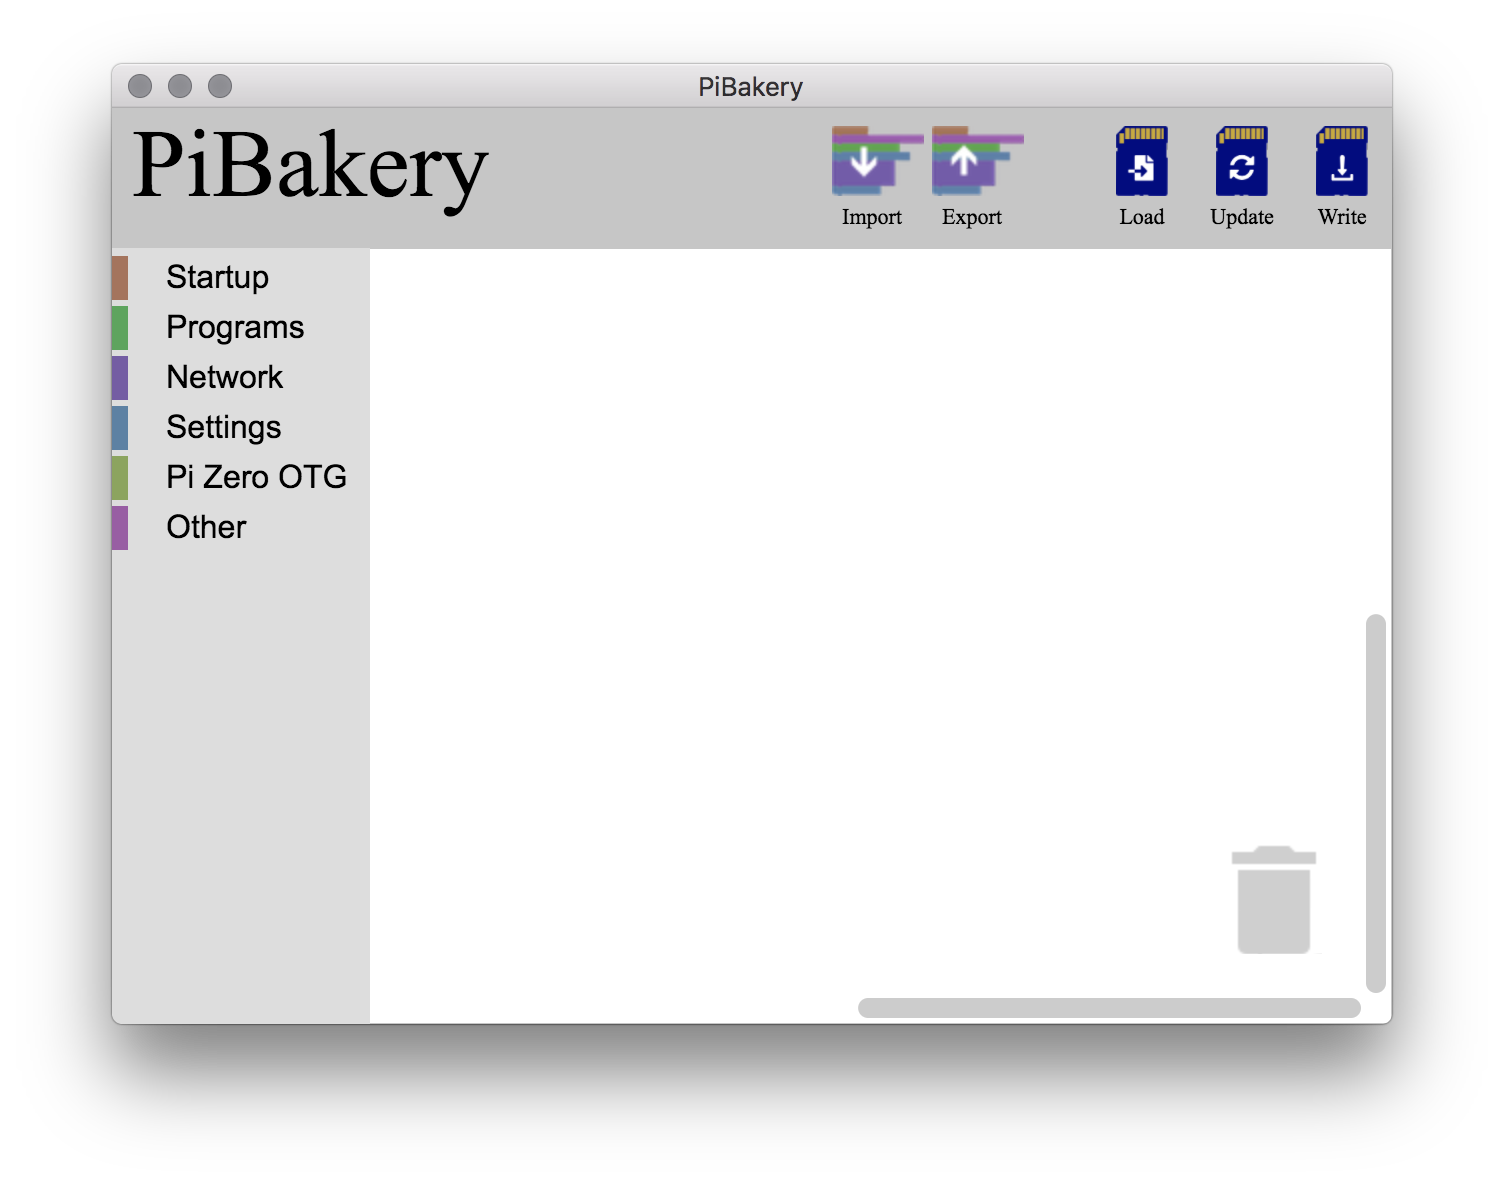 PiBakery
PiBakery
Import
Export
Load
Update
Write
Startup
Programs
Network
Settings
Pi Zero OTG
Other